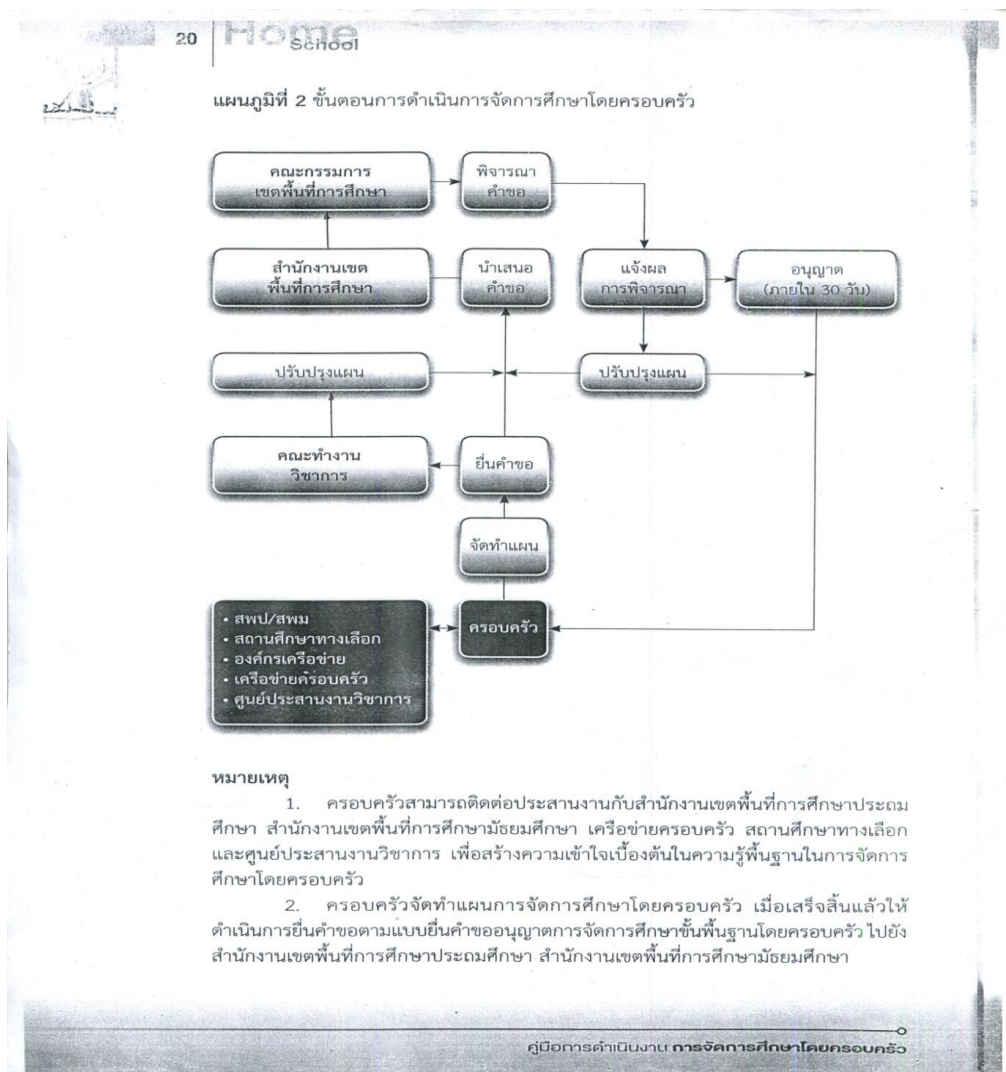 20
Home
School
แผนภูมิที่ 2 ขั้นตอนการดำเนินการจัดการศึกษาโดยครอบครัว
คณะกรรมการ
เขตพื้นที่การศึกษา
พิจารณา
คำขอ
สำนักงานเขต
พื้นที่การศึกษา
นำเสนอ
คำขอ
แจ้งผล
การพิจารณา
อนุญาต
(ภายใน 30 วัน)
ปรับปรุงแผน
ปรับปรุงแผน
คณะทำงาน
วิชาการ
ยื่นคำขอ
จัดทำแผน
• สพป/สพม
• สถานศึกษาทางเลือก
• องค์กรเครือข่าย
• เครือข่ายครอบครัว
• ศูนย์ประสานงานวิชาการ
ครอบครัว
หมายเหตุ
1. ครอบครัวสามารถติดต่อประสานงานกับสำนักงานเขตพื้นที่การศึกษาประถม
ศึกษา สำนักงานเขตพื้นที่การศึกษามัธยมศึกษา เครือข่ายครอบครัว สถานศึกษาทางเลือก
และศูนย์ประสานงานวิชาการ เพื่อสร้างความเข้าใจเบื้องต้นในความรู้พื้นฐานในการจัดการ
ศึกษาโดยครอบครัว
2. ครอบครัวจัดทำแผนการจัดการศึกษาโดยครอบครัว เมื่อเสร็จสิ้นแล้วให้
ดำเนินการยื่นคำขอตามแบบยื่นคำขออนุญาตการจัดการศึกษาขั้นพื้นฐานโดยครอบครัว ไปยัง
สำนักงานเขตพื้นที่การศึกษาประถมศึกษา สำนักงานเขตพื้นที่การศึกษามัธยมศึกษา
คู่มือการดำเนินงาน การจัดการศึกษาโดยครอบครัว